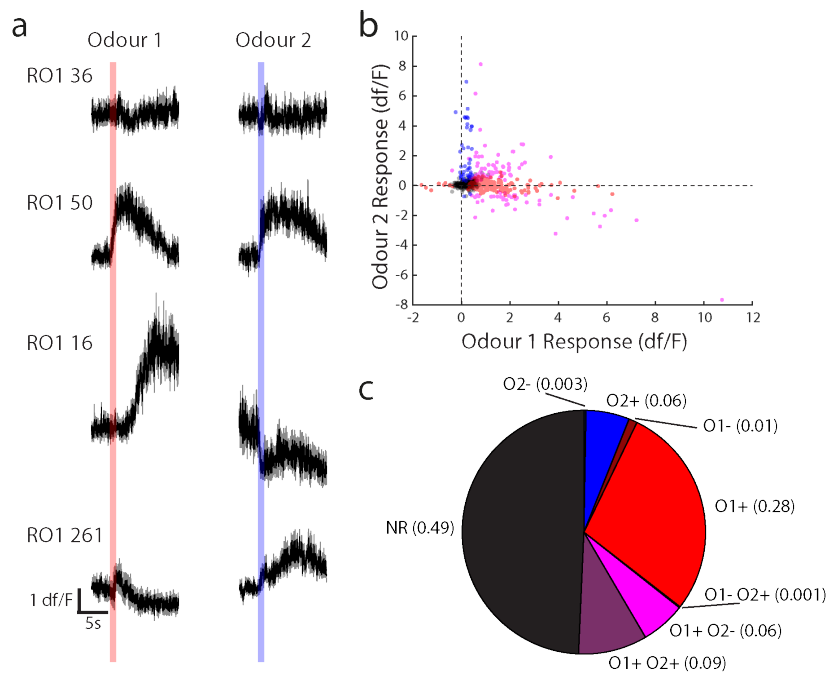 a
Odour 1
Odour 2
RO1 36
RO1 50
RO1 16
RO1 261
1 df/F
5s
b
Odour 2 Response (df/F)
10
8
6
4
2
0
-2
-4
-6
-8
-2
0
2
4
6
8
10
12
Odour 1 Response (df/F)
c
O2- (0.003)
O2+ (0.06)
O1- (0.01)
O1+ (0.28)
NR (0.49)
O1- O2+ (0.001)
O1+ O2- (0.06)
O1+ O2+ (0.09)